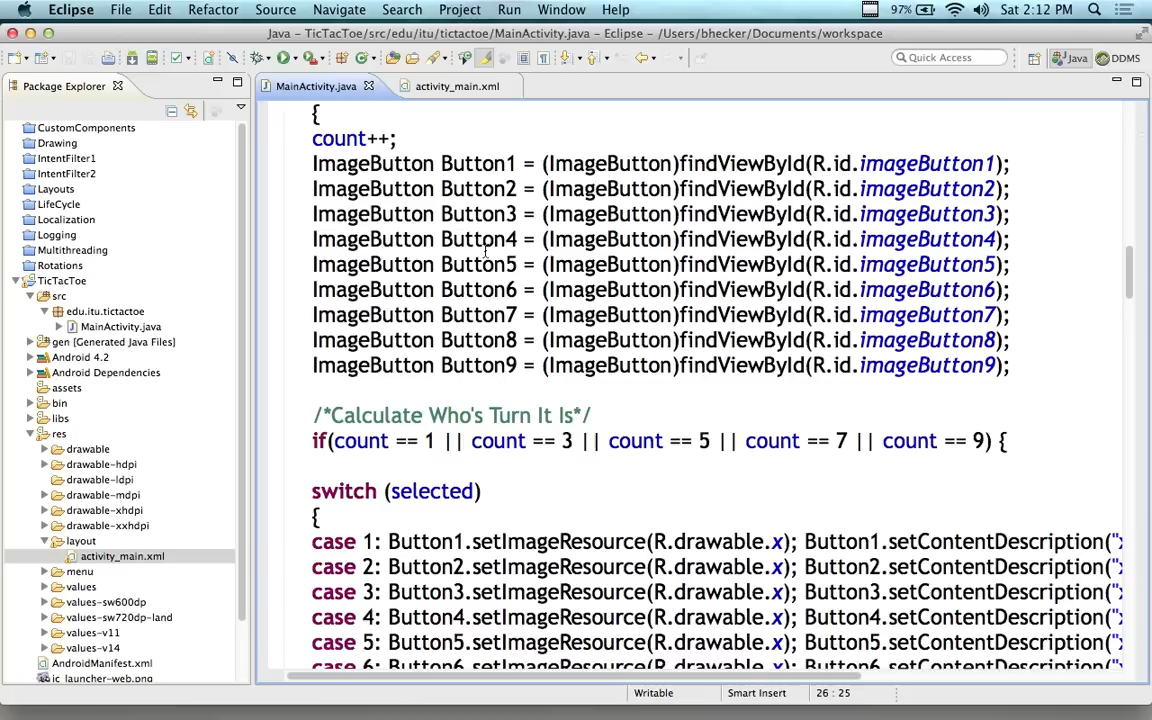 Eclipse File Edit Refactor Source Navigate Search Project Run Window Help 97% Sat 2:12 PM
Java – TicTacToe/src/edu/itu/tictactoe/MainActivity.java – Eclipse – /Users/bhecker/Documents/workspace
Quick Access Java DDMS
Package Explorer
MainActivity.java
activity_main.xml
CustomComponents
Drawing
IntentFilter1
IntentFilter2
Layouts
LifeCycle
Localization
Logging
Multithreading
Rotations
TicTacToe
src
edu.itu.tictactoe
MainActivity.java
gen [Generated Java Files]
Android 4.2
Android Dependencies
assets
bin
libs
res
drawable
drawable-hdpi
drawable-ldpi
drawable-mdpi
drawable-xhdpi
drawable-xxhdpi
layout
activity_main.xml
menu
values
values-sw600dp
values-sw720dp-land
values-v11
values-v14
AndroidManifest.xml
ic_launcher-web.png
{
count++;
ImageButton Button1 = (ImageButton)findViewById(R.id.imageButton1);
ImageButton Button2 = (ImageButton)findViewById(R.id.imageButton2);
ImageButton Button3 = (ImageButton)findViewById(R.id.imageButton3);
ImageButton Button4 = (ImageButton)findViewById(R.id.imageButton4);
ImageButton Button5 = (ImageButton)findViewById(R.id.imageButton5);
ImageButton Button6 = (ImageButton)findViewById(R.id.imageButton6);
ImageButton Button7 = (ImageButton)findViewById(R.id.imageButton7);
ImageButton Button8 = (ImageButton)findViewById(R.id.imageButton8);
ImageButton Button9 = (ImageButton)findViewById(R.id.imageButton9);
/*Calculate Who's Turn It Is*/
if(count == 1 || count == 3 || count == 5 || count == 7 || count == 9) {
switch (selected)
{
case 1: Button1.setImageResource(R.drawable.x); Button1.setContentDescription("x
case 2: Button2.setImageResource(R.drawable.x); Button2.setContentDescription("x
case 3: Button3.setImageResource(R.drawable.x); Button3.setContentDescription("x
case 4: Button4.setImageResource(R.drawable.x); Button4.setContentDescription("x
case 5: Button5.setImageResource(R.drawable.x); Button5.setContentDescription("x
case 6: Button6.setImageResource(R.drawable.x); Button6.setContentDescription("x
Writable Smart Insert 26 : 25